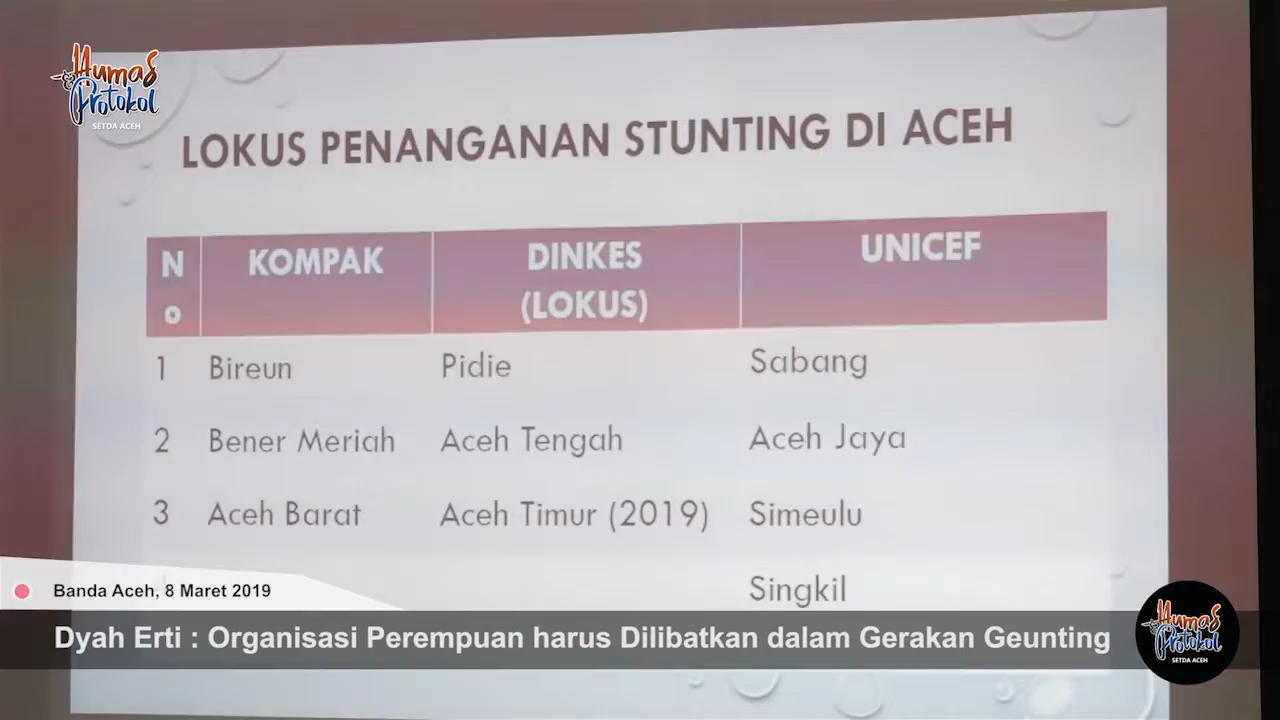 Humas
& Protokol
SETDA ACEH
LOKUS PENANGANAN STUNTING DI ACEH
No KOMPAK DINKES (LOKUS) UNICEF
1 Bireun Pidie Sabang
2 Bener Meriah Aceh Tengah Aceh Jaya
3 Aceh Barat Aceh Timur (2019) Simeulu
Singkil
Banda Aceh, 8 Maret 2019
Dyah Erti : Organisasi Perempuan harus Dilibatkan dalam Gerakan Geunting
Humas
& Protokol
SETDA ACEH